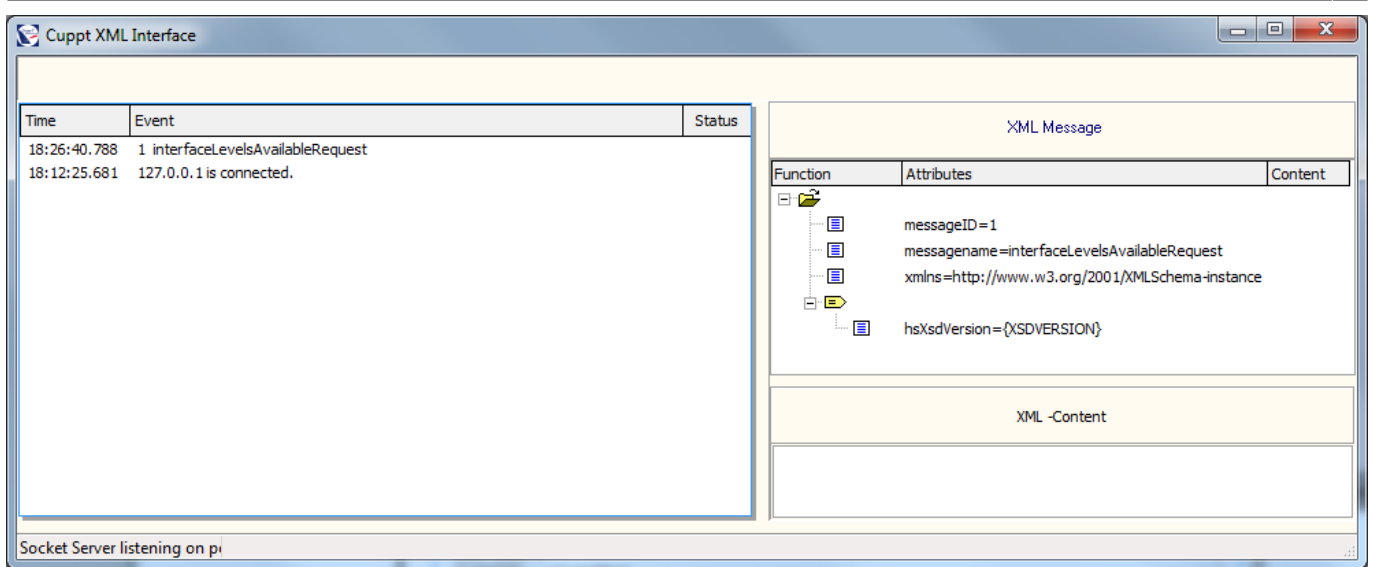 Cuppt XML Interface
Time Event Status
18:26:40.788 1 interfaceLevelsAvailableRequest
18:12:25.681 127.0.0.1 is connected.
XML Message
Function Attributes Content
messageID=1
messagename=interfaceLevelsAvailableRequest
xmlns=http://www.w3.org/2001/XMLSchema-instance
hsXsdVersion={XSDVERSION}
XML -Content
Socket Server listening on